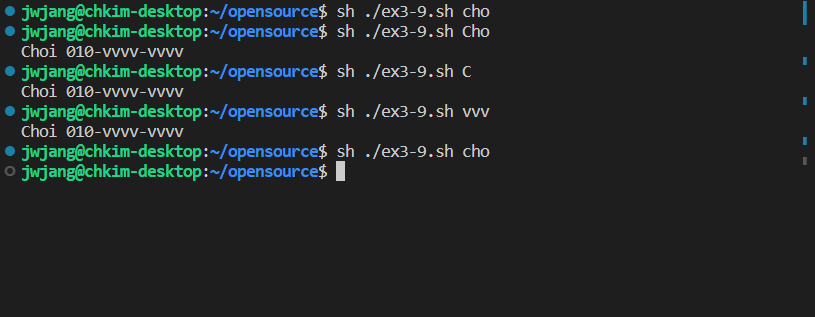 jwjang@chkim-desktop:~/opensource$ sh ./ex3-9.sh cho
jwjang@chkim-desktop:~/opensource$ sh ./ex3-9.sh Cho
Choi 010-vvvv-vvvv
jwjang@chkim-desktop:~/opensource$ sh ./ex3-9.sh C
Choi 010-vvvv-vvvv
jwjang@chkim-desktop:~/opensource$ sh ./ex3-9.sh vvv
Choi 010-vvvv-vvvv
jwjang@chkim-desktop:~/opensource$ sh ./ex3-9.sh cho
jwjang@chkim-desktop:~/opensource$